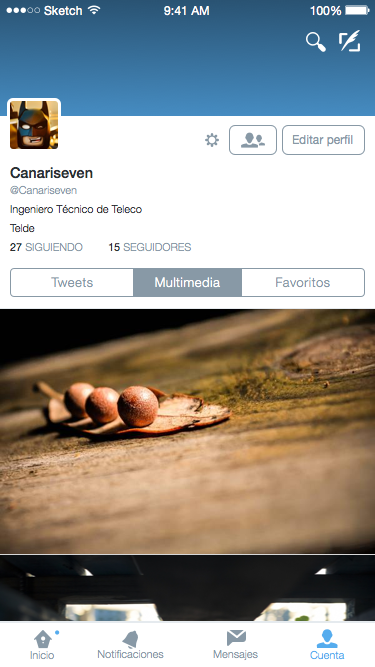 Sketch 9:41 AM 100%
Editar perfil
Canariseven
@Canariseven
Ingeniero Técnico de Teleco
Telde
27 SIGUIENDO 15 SEGUIDORES
Tweets Multimedia Favoritos
Inicio Notificaciones Mensajes Cuenta